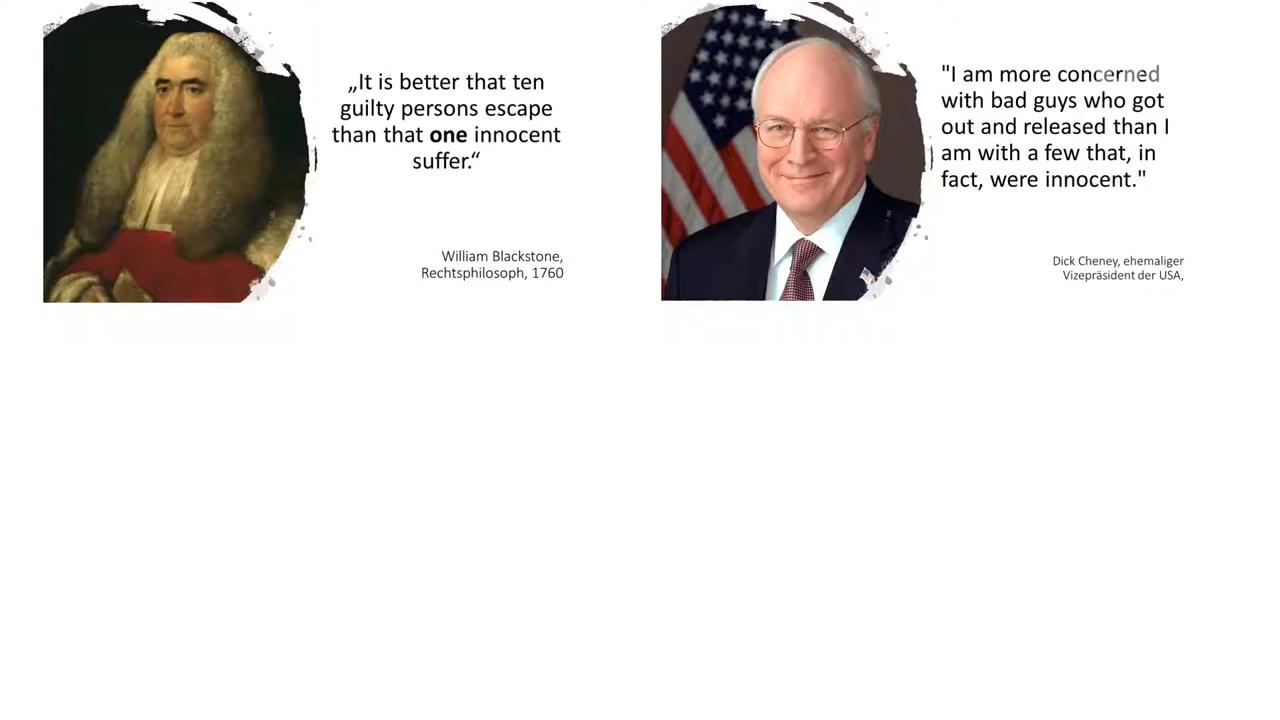 „It is better that ten
guilty persons escape
than that one innocent
suffer.“
William Blackstone,
Rechtsphilosoph, 1760
"I am more concerned
with bad guys who got
out and released than I
am with a few that, in
fact, were innocent."
Dick Cheney, ehemaliger
Vizepräsident der USA,